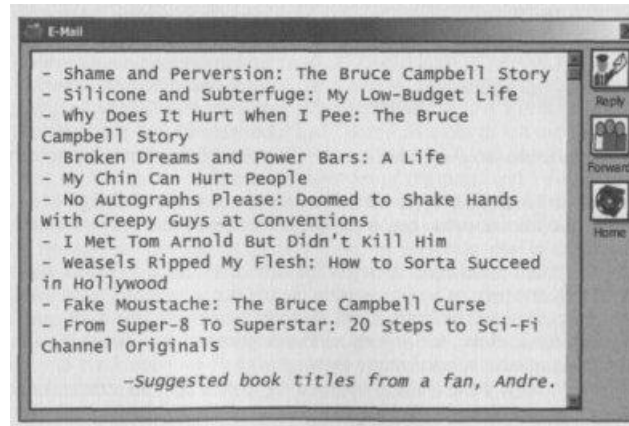 E-Mail
- Shame and Perversion: The Bruce Campbell Story
- Silicone and Subterfuge: My Low-Budget Life
- Why Does It Hurt When I Pee: The Bruce
Campbell Story
- Broken Dreams and Power Bars: A Life
- My Chin Can Hurt People
- No Autographs Please: Doomed to Shake Hands
with Creepy Guys at Conventions
- I Met Tom Arnold But Didn't Kill Him
- Weasels Ripped My Flesh: How to Sorta Succeed
in Hollywood
- Fake Moustache: The Bruce Campbell Curse
- From Super-8 To Superstar: 20 Steps to Sci-Fi
Channel Originals
—Suggested book titles from a fan, Andre.
Reply
Forward
Home